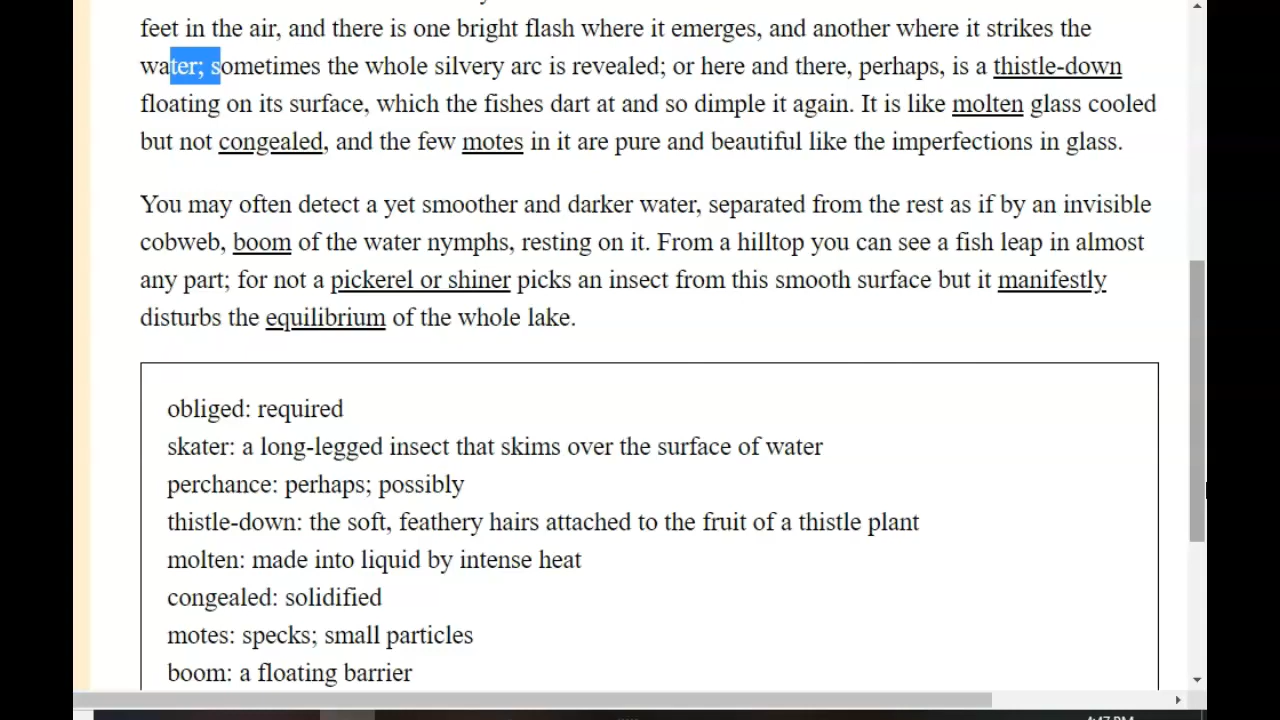 feet in the air, and there is one bright flash where it emerges, and another where it strikes the
water; sometimes the whole silvery arc is revealed; or here and there, perhaps, is a thistle-down
floating on its surface, which the fishes dart at and so dimple it again. It is like molten glass cooled
but not congealed, and the few motes in it are pure and beautiful like the imperfections in glass.
You may often detect a yet smoother and darker water, separated from the rest as if by an invisible
cobweb, boom of the water nymphs, resting on it. From a hilltop you can see a fish leap in almost
any part; for not a pickerel or shiner picks an insect from this smooth surface but it manifestly
disturbs the equilibrium of the whole lake.
obliged: required
skater: a long-legged insect that skims over the surface of water
perchance: perhaps; possibly
thistle-down: the soft, feathery hairs attached to the fruit of a thistle plant
molten: made into liquid by intense heat
congealed: solidified
motes: specks; small particles
boom: a floating barrier